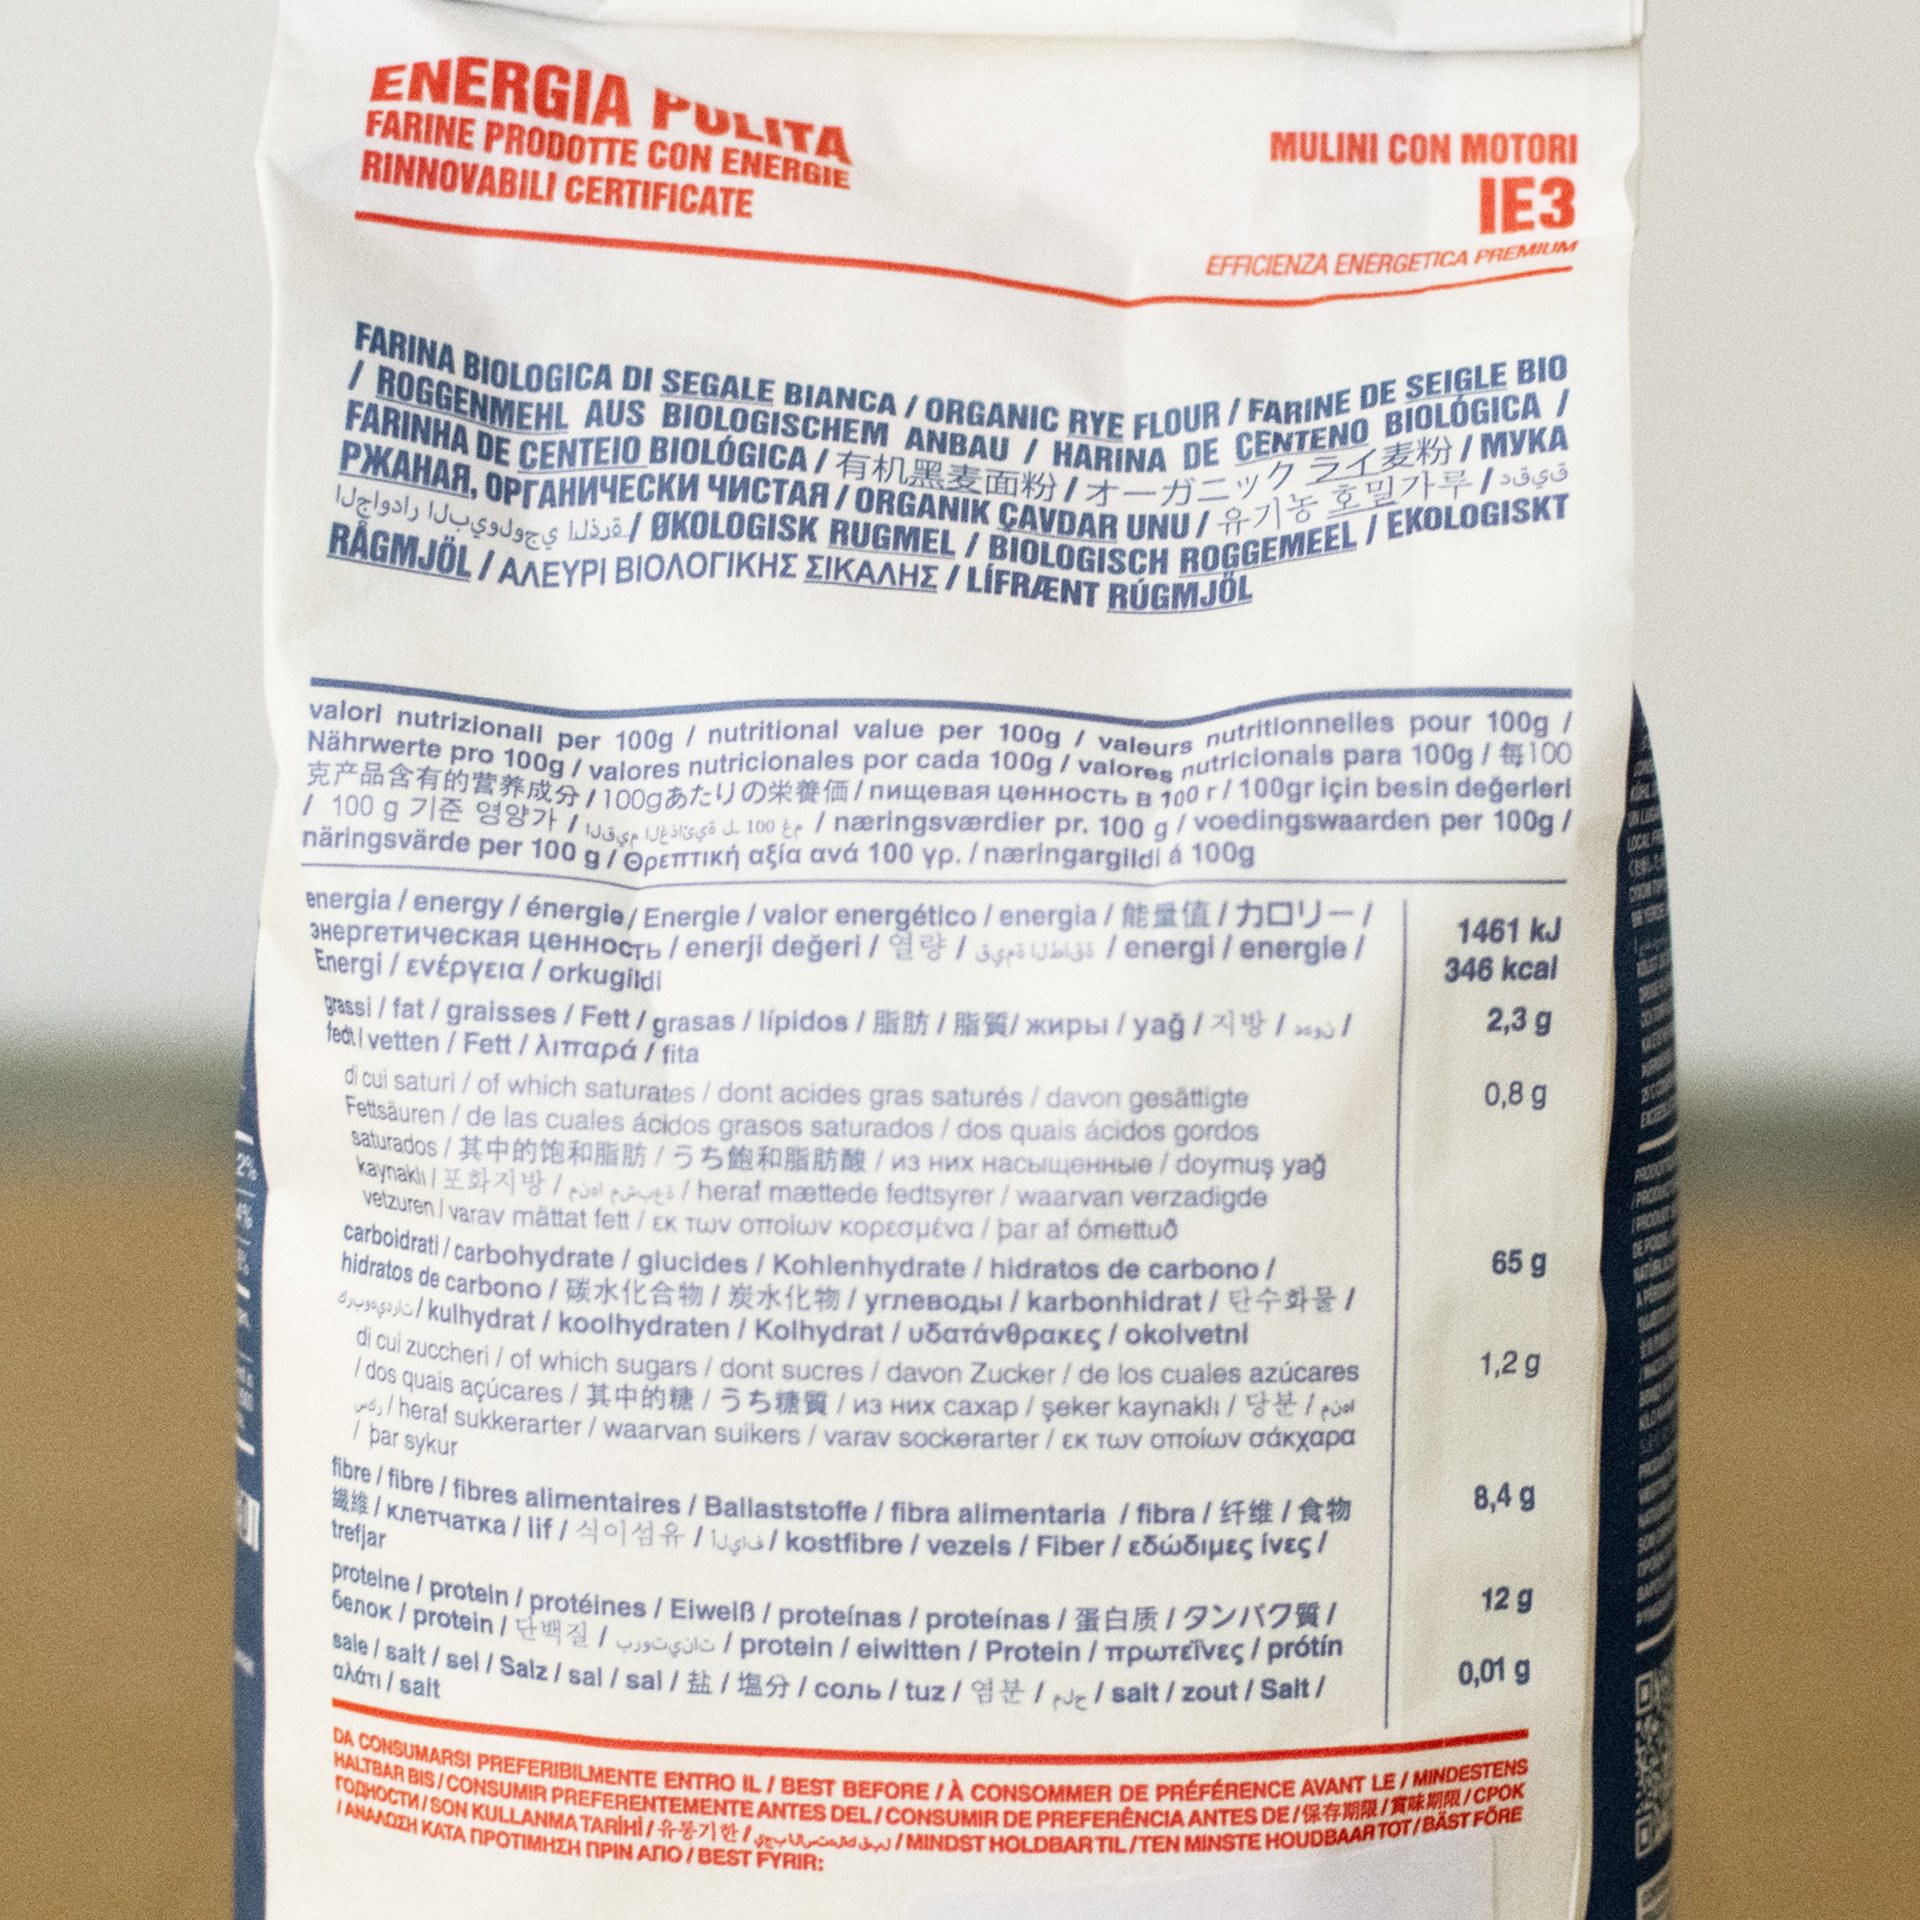 ENERGIA PULITA
FARINE PRODOTTE CON ENERGIE
RINNOVABILI CERTIFICATE
MULINI CON MOTORI
IE3
EFFICIENZA ENERGETICA PREMIUM
FARINA BIOLOGICA DI SEGALE BIANCA / ORGANIC RYE FLOUR / FARINE DE SEIGLE BIO
/ ROGGENMEHL AUS BIOLOGISCHEM ANBAU / HARINA DE CENTENO BIOLÓGICA /
FARINHA DE CENTEIO BIOLÓGICA / 有机黑麦面粉 / オーガニック ライ麦粉 / МУКА
РЖАНАЯ, ОРГАНИЧЕСКИ ЧИСТАЯ / ORGANIK ÇAVDAR UNU / 유기농 호밀가루 / دقيق
الجاودار البيولوجي الذرة / ØKOLOGISK RUGMEL / BIOLOGISCH ROGGEMEEL / EKOLOGISKT
RÅGMJÖL / ΑΛΕΥΡΙ ΒΙΟΛΟΓΙΚΗΣ ΣΙΚΑΛΗΣ / LÍFRÆNT RÚGMJÖL
valori nutrizionali per 100g / nutritional value per 100g / valeurs nutritionnelles pour 100g /
Nährwerte pro 100g / valores nutricionales por cada 100g / valores nutricionais para 100g / 每100
克产品含有的营养成分 / 100gあたりの栄養価 / пищевая ценность в 100 г / 100gr için besin değerleri
/ 100 g 기준 영양가 / القيم الغذائية ل 100 غم / næringsværdier pr. 100 g / voedingswaarden per 100g /
näringsvärde per 100 g / Θρεπτική αξία ανά 100 γρ. / næringargildi á 100g
energia / energy / énergie / Energie / valor energético / energia / 能量值 / カロリー /
энергетическая ценность / enerji değeri / 열량 / قيمة الطاقة / energi / energie /
Energi / ενέργεια / orkugildi
1461 kJ
346 kcal
grassi / fat / graisses / Fett / grasas / lípidos / 脂肪 / 脂質/ жиры / yağ / 지방 / دهون /
fedt / vetten / Fett / λιπαρά / fita
2,3 g
di cui saturi / of which saturates / dont acides gras saturés / davon gesättigte
Fettsäuren / de las cuales ácidos grasos saturados / dos quais ácidos gordos
saturados / 其中的饱和脂肪 / うち飽和脂肪酸 / из них насыщенные / doymuş yağ
kaynaklı / 포화지방 / منها مشبعة / heraf mættede fedtsyrer / waarvan verzadigde
vetzuren / varav mättat fett / εκ των οποίων κορεσμένα / þar af ómettuð
0,8 g
carboidrati / carbohydrate / glucides / Kohlenhydrate / hidratos de carbono /
hidratos de carbono / 碳水化合物 / 炭水化物 / углеводы / karbonhidrat / 탄수화물 /
كربوهيدرات / kulhydrat / koolhydraten / Kolhydrat / υδατάνθρακες / okolvetni
65 g
di cui zuccheri / of which sugars / dont sucres / davon Zucker / de los cuales azúcares
/ dos quais açúcares / 其中的糖 / うち糖質 / из них сахар / şeker kaynaklı / 당분 / منها
سكر / heraf sukkerarter / waarvan suikers / varav sockerarter / εκ των οποίων σάκχαρα
/ þar sykur
1,2 g
fibre / fibre / fibres alimentaires / Ballaststoffe / fibra alimentaria / fibra / 纤维 / 食物
繊維 / клетчатка / lif / 식이섬유 / ألياف / kostfibre / vezels / Fiber / εδώδιμες ίνες /
trefjar
8,4 g
proteine / protein / protéines / Eiweiß / proteínas / proteínas / 蛋白质 / タンパク質 /
белок / protein / 단백질 / بروتينات / protein / eiwitten / Protein / πρωτεΐνες / prótín
12 g
sale / salt / sel / Salz / sal / sal / 盐 / 塩分 / соль / tuz / 염분 / ملح / salt / zout / Salt /
αλάτι / salt
0,01 g
DA CONSUMARSI PREFERIBILMENTE ENTRO IL / BEST BEFORE / À CONSOMMER DE PRÉFÉRENCE AVANT LE / MINDESTENS
HALTBAR BIS / CONSUMIR PREFERENTEMENTE ANTES DEL / CONSUMIR DE PREFERÊNCIA ANTES DE / 保存期限 / 賞味期限 / СРОК
ГОДНОСТИ / SON KULLANMA TARİHİ / 유통기한 / MINDST HOLDBAR TIL / TEN MINSTE HOUDBAAR TOT / BÄST FÖRE
/ ΑΝΑΛΩΣΗ ΚΑΤΑ ΠΡΟΤΙΜΗΣΗ ΠΡΙΝ ΑΠΟ / BEST FYRIR: